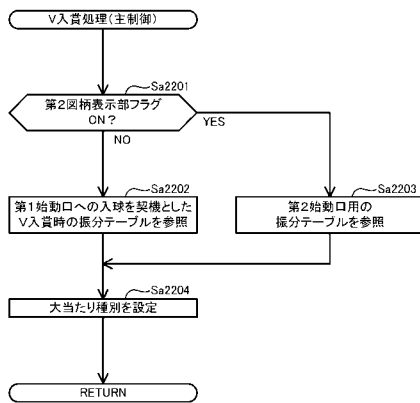 V入賞処理(主制御)
Sa2201
第2図柄表示部フラグ
ON?
YES
NO
Sa2202
第1始動口への入球を契機とした
V入賞時の振分テーブルを参照
Sa2203
第2始動口用の
振分テーブルを参照
Sa2204
大当たり種別を設定
RETURN